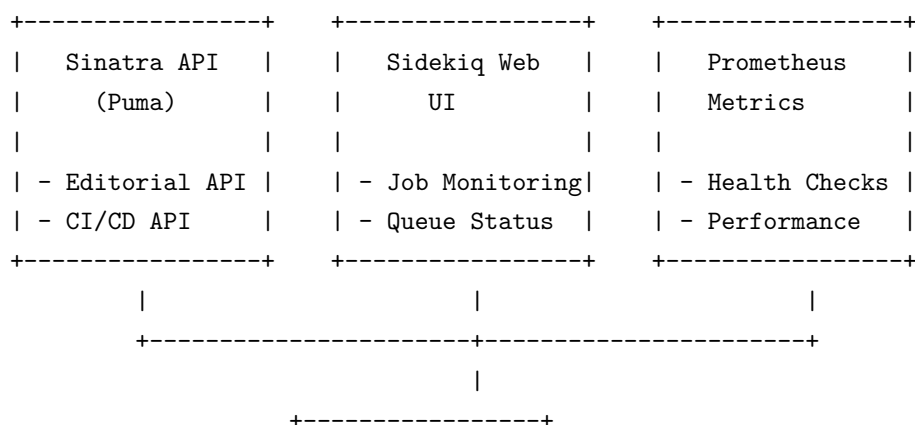 +-----------------+    +-----------------+    +-----------------+
|   Sinatra API   |    |   Sidekiq Web   |    |   Prometheus    |
|     (Puma)      |    |      UI         |    |   Metrics       |
|                 |    |                 |    |                 |
| - Editorial API |    | - Job Monitoring|    | - Health Checks |
| - CI/CD API     |    | - Queue Status  |    | - Performance   |
+-----------------+    +-----------------+    +-----------------+
         |                       |                       |
         +-----------------------+-----------------------+
                                 |
                    +-----------------+